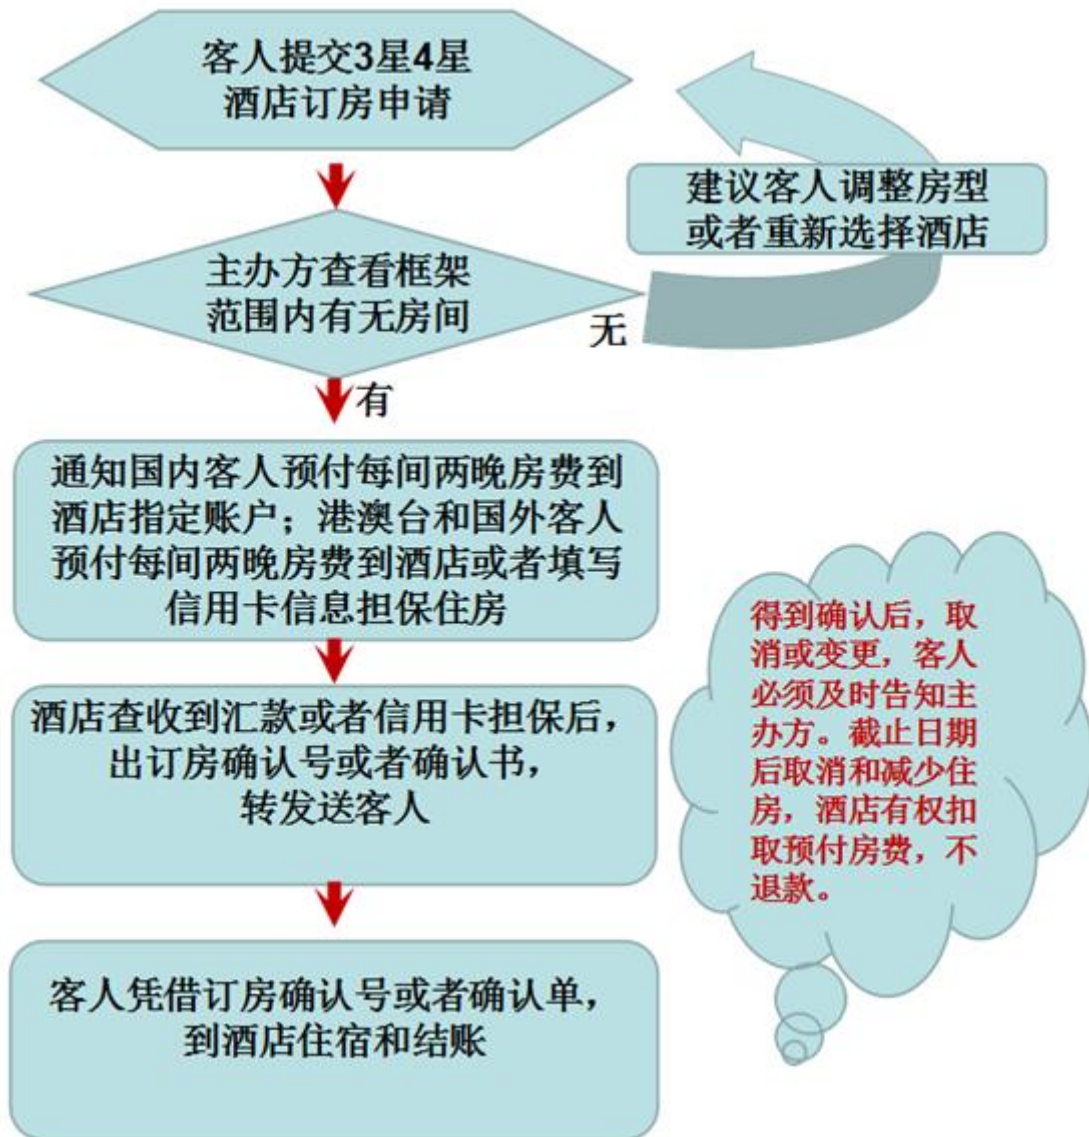 客人提交3星4星
酒店订房申请
建议客人调整房型
或者重新选择酒店
主办方查看框架
范围内有无房间
无
有
通知国内客人预付每间两晚房费到
酒店指定账户；港澳台和国外客人
预付每间两晚房费到酒店或者填写
信用卡信息担保住房
酒店查收到汇款或者信用卡担保后，
出订房确认号或者确认书，
转发送客人
客人凭借订房确认号或者确认单，
到酒店住宿和结账
得到确认后，取
消或变更，客人
必须及时告知主
办方。截止日期
后取消和减少住
房，酒店有权扣
取预付房费，不
退款。